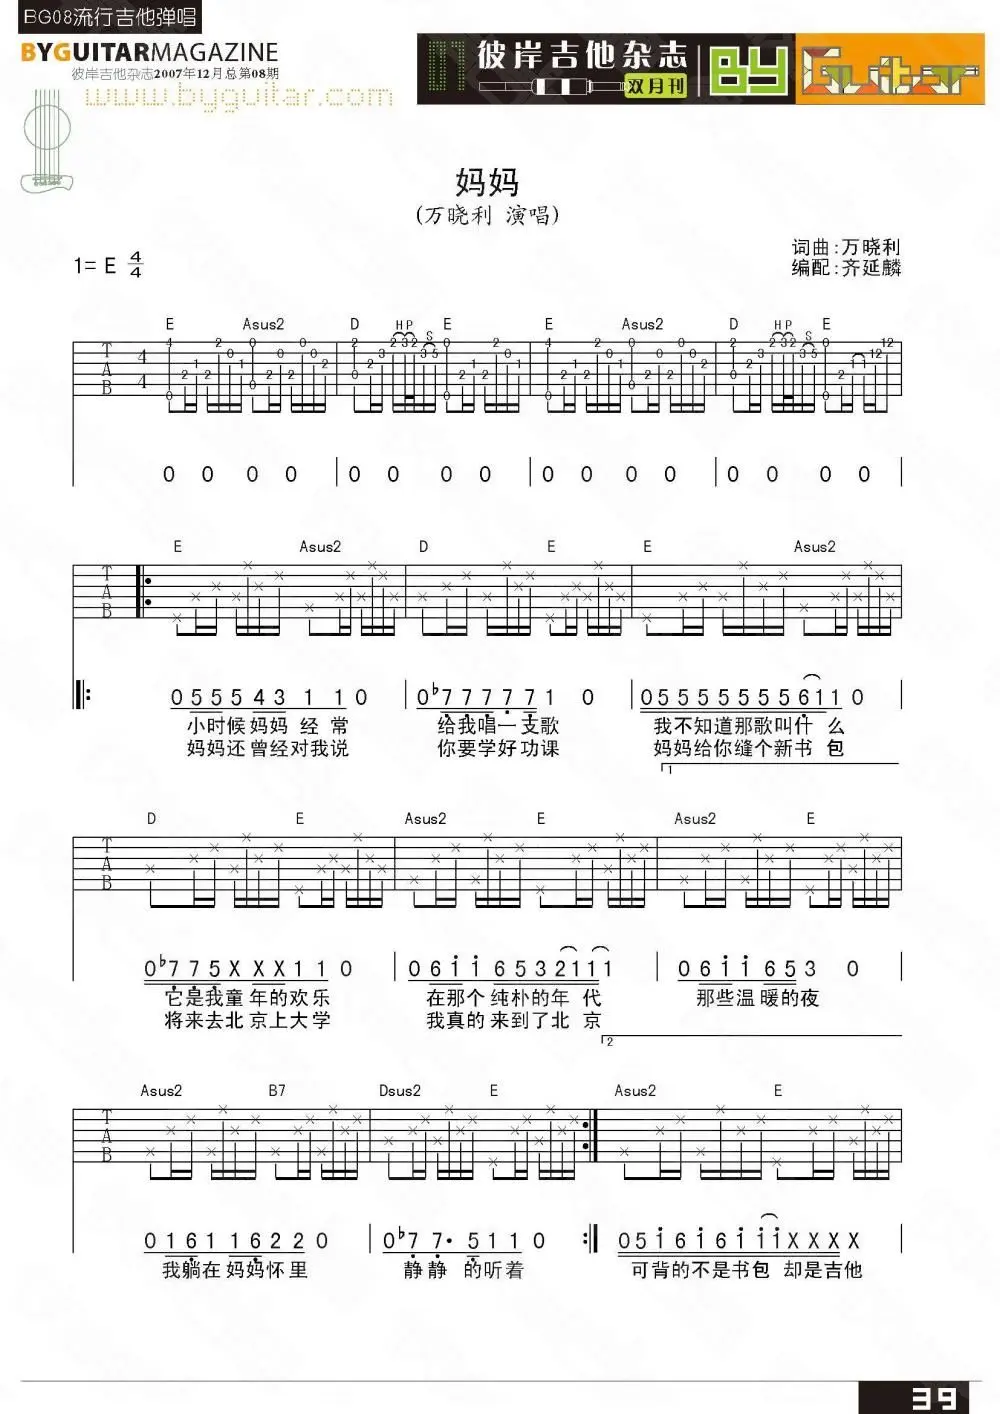 BG08流行吉他弹唱
BYGUITARMAGAZINE
彼岸吉他杂志2007年12月总第08期
www.byguitar.com
彼岸吉他杂志
双月刊
BY
Guitar
妈妈
(万晓利 演唱)
词曲:万晓利
编配:齐延麟
1= E 4/4
E Asus2 D HP S E E Asus2 D HP S E
0 0 0 0 0 0 0 0 0 0 0 0 0 0 0 0
E Asus2 D E E Asus2
0 5 5 5 5 4 3 1 1 0 0 ♭7 7 7 7 7 1 0 0 5 5 5 5 5 5 5 5 6 1 1 0
小时候妈妈 经 常 给我唱一支歌 我不知道那歌叫什 么
妈妈还曾经对我说 你要学好功课 妈妈给你缝个新书 包
1
D E Asus2 E Asus2 E
0 ♭7 7 5 X X X 1 1 0 0 6 i i 6 5 3 2 1 1 1 1 0 6 i i 6 5 3 0
它是我童 年的欢乐 在那个 纯朴的年 代 那些温 暖的夜
将来去北 京上大学 我真的 来到了北 京
2
Asus2 B7 Dsus2 E Asus2 E
0 1 6 1 1 6 2 2 0 0 ♭7 7· 5 1 1 0 0 5 i 6 i 6 i i i X X X X
我躺在 妈妈怀里 静静 的听着 可背的不是书包 却是吉他
39